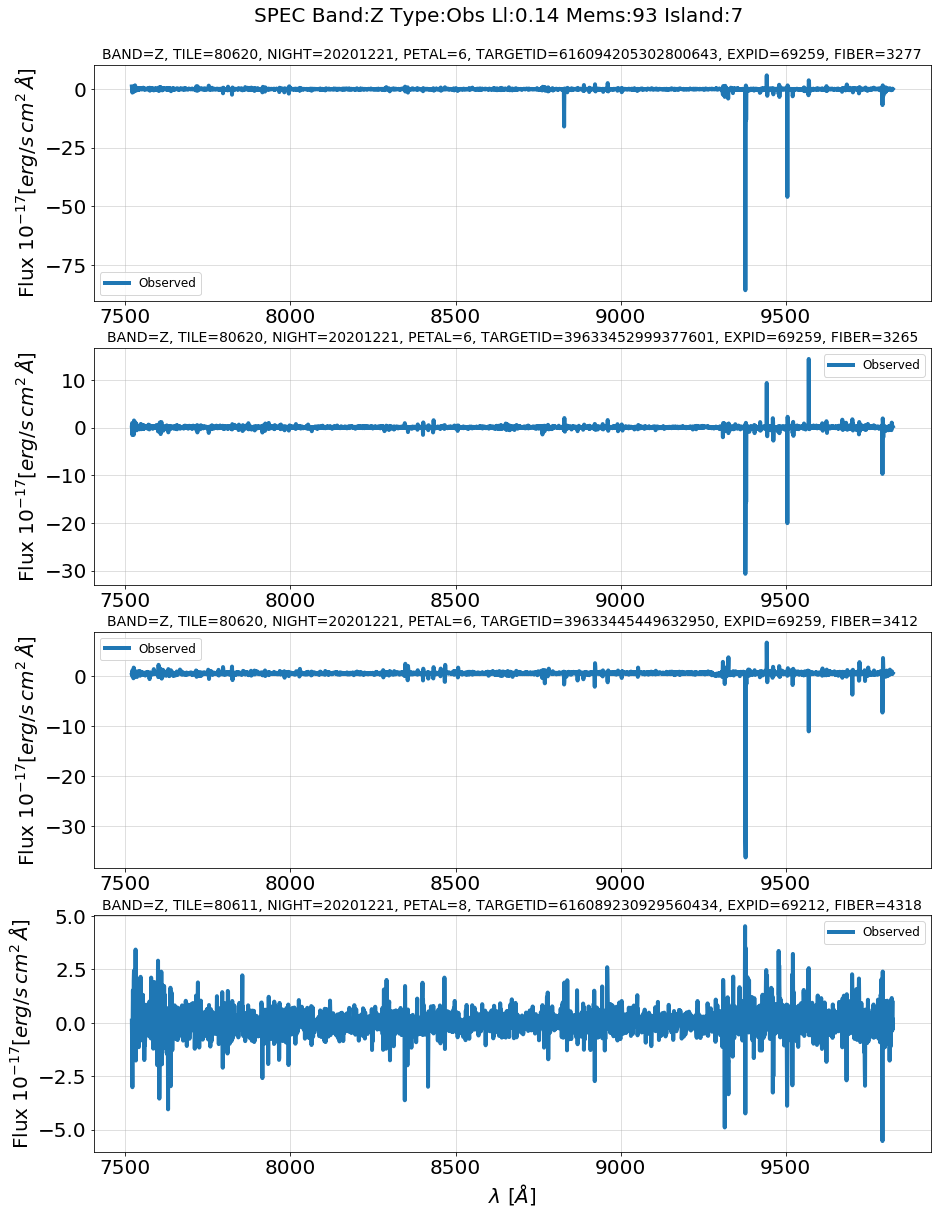 SPEC Band:Z Type:Obs Ll:0.14 Mems:93 Island:7
BAND=Z, TILE=80620, NIGHT=20201221, PETAL=6, TARGETID=616094205302800643, EXPID=69259, FIBER=3277
Flux 10^{-17}[erg/s cm^2 Å]
0
−25
−50
−75
Observed
7500 8000 8500 9000 9500
BAND=Z, TILE=80620, NIGHT=20201221, PETAL=6, TARGETID=39633452999377601, EXPID=69259, FIBER=3265
Flux 10^{-17}[erg/s cm^2 Å]
10
0
−10
−20
−30
Observed
7500 8000 8500 9000 9500
BAND=Z, TILE=80620, NIGHT=20201221, PETAL=6, TARGETID=39633445449632950, EXPID=69259, FIBER=3412
Flux 10^{-17}[erg/s cm^2 Å]
0
−10
−20
−30
Observed
7500 8000 8500 9000 9500
BAND=Z, TILE=80611, NIGHT=20201221, PETAL=8, TARGETID=616089230929560434, EXPID=69212, FIBER=4318
Flux 10^{-17}[erg/s cm^2 Å]
5.0
2.5
0.0
−2.5
−5.0
Observed
7500 8000 8500 9000 9500
λ [Å]